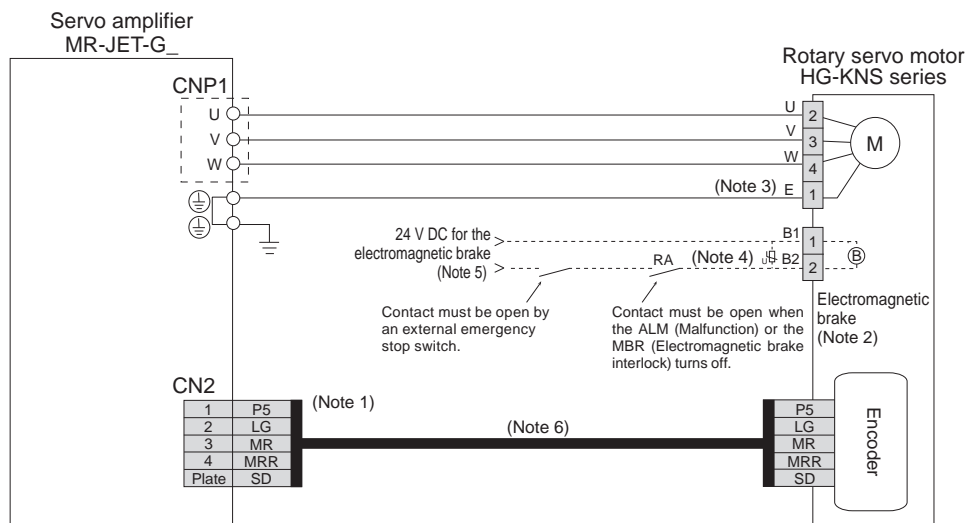 Servo amplifier
MR-JET-G_
Rotary servo motor
HG-KNS series
CNP1
U
V
W
U
2
V
3
W
4
(Note 3) E
1
M
24 V DC for the
electromagnetic brake
(Note 5)
B1
1
RA
(Note 4)
U
B2
2
B
Contact must be open by
an external emergency
stop switch.
Contact must be open when
the ALM (Malfunction) or the
MBR (Electromagnetic brake
interlock) turns off.
Electromagnetic
brake
(Note 2)
CN2
1 P5
2 LG
3 MR
4 MRR
Plate SD
(Note 1)
(Note 6)
P5
LG
MR
MRR
SD
Encoder